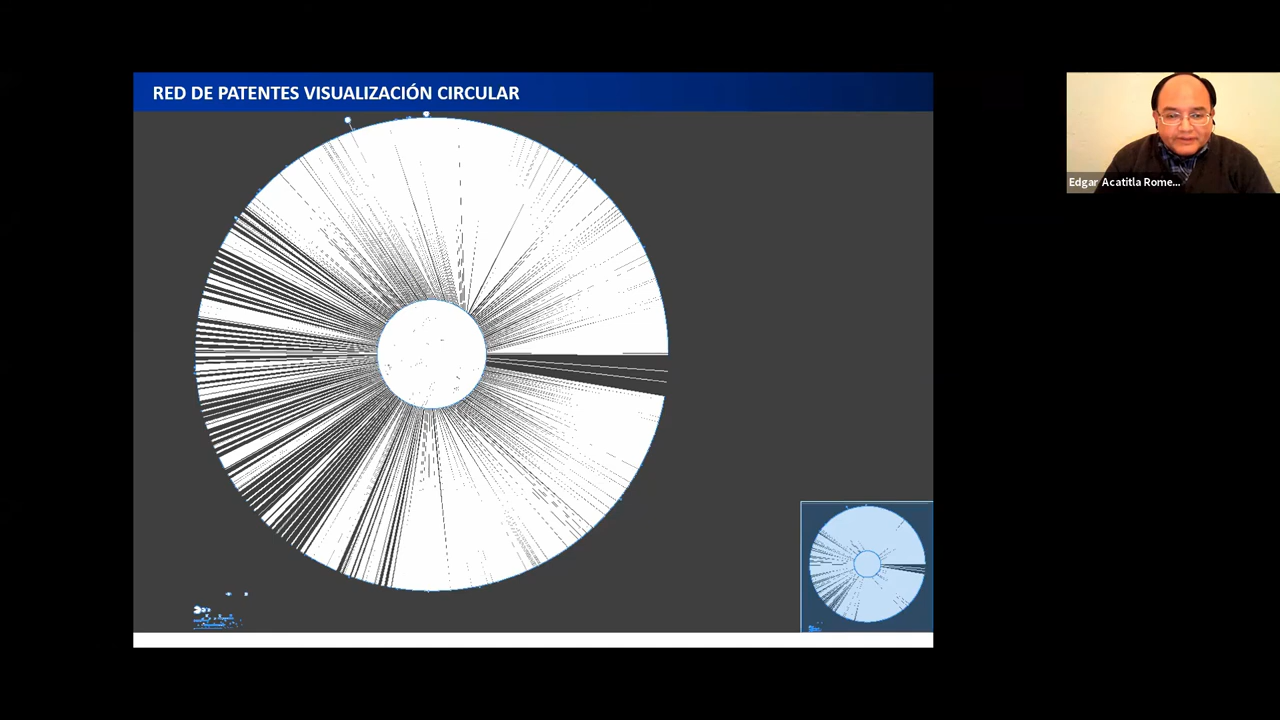 RED DE PATENTES VISUALIZACIÓN CIRCULAR
Edgar Acatitla Rome...